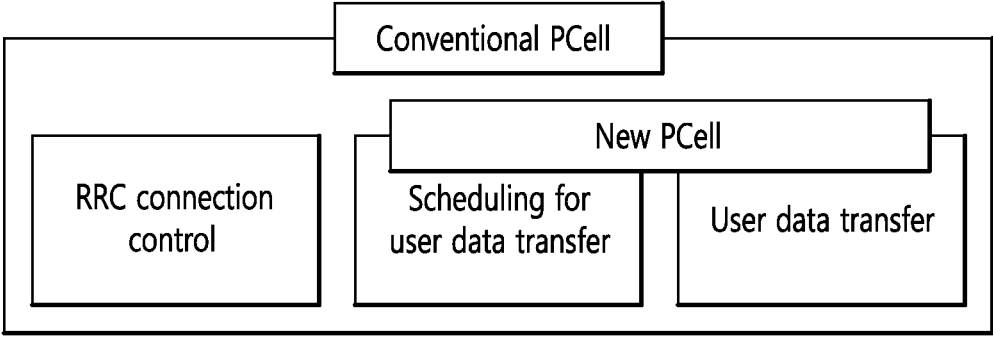 Conventional PCell
New PCell
RRC connection
control
Scheduling for
user data transfer
User data transfer